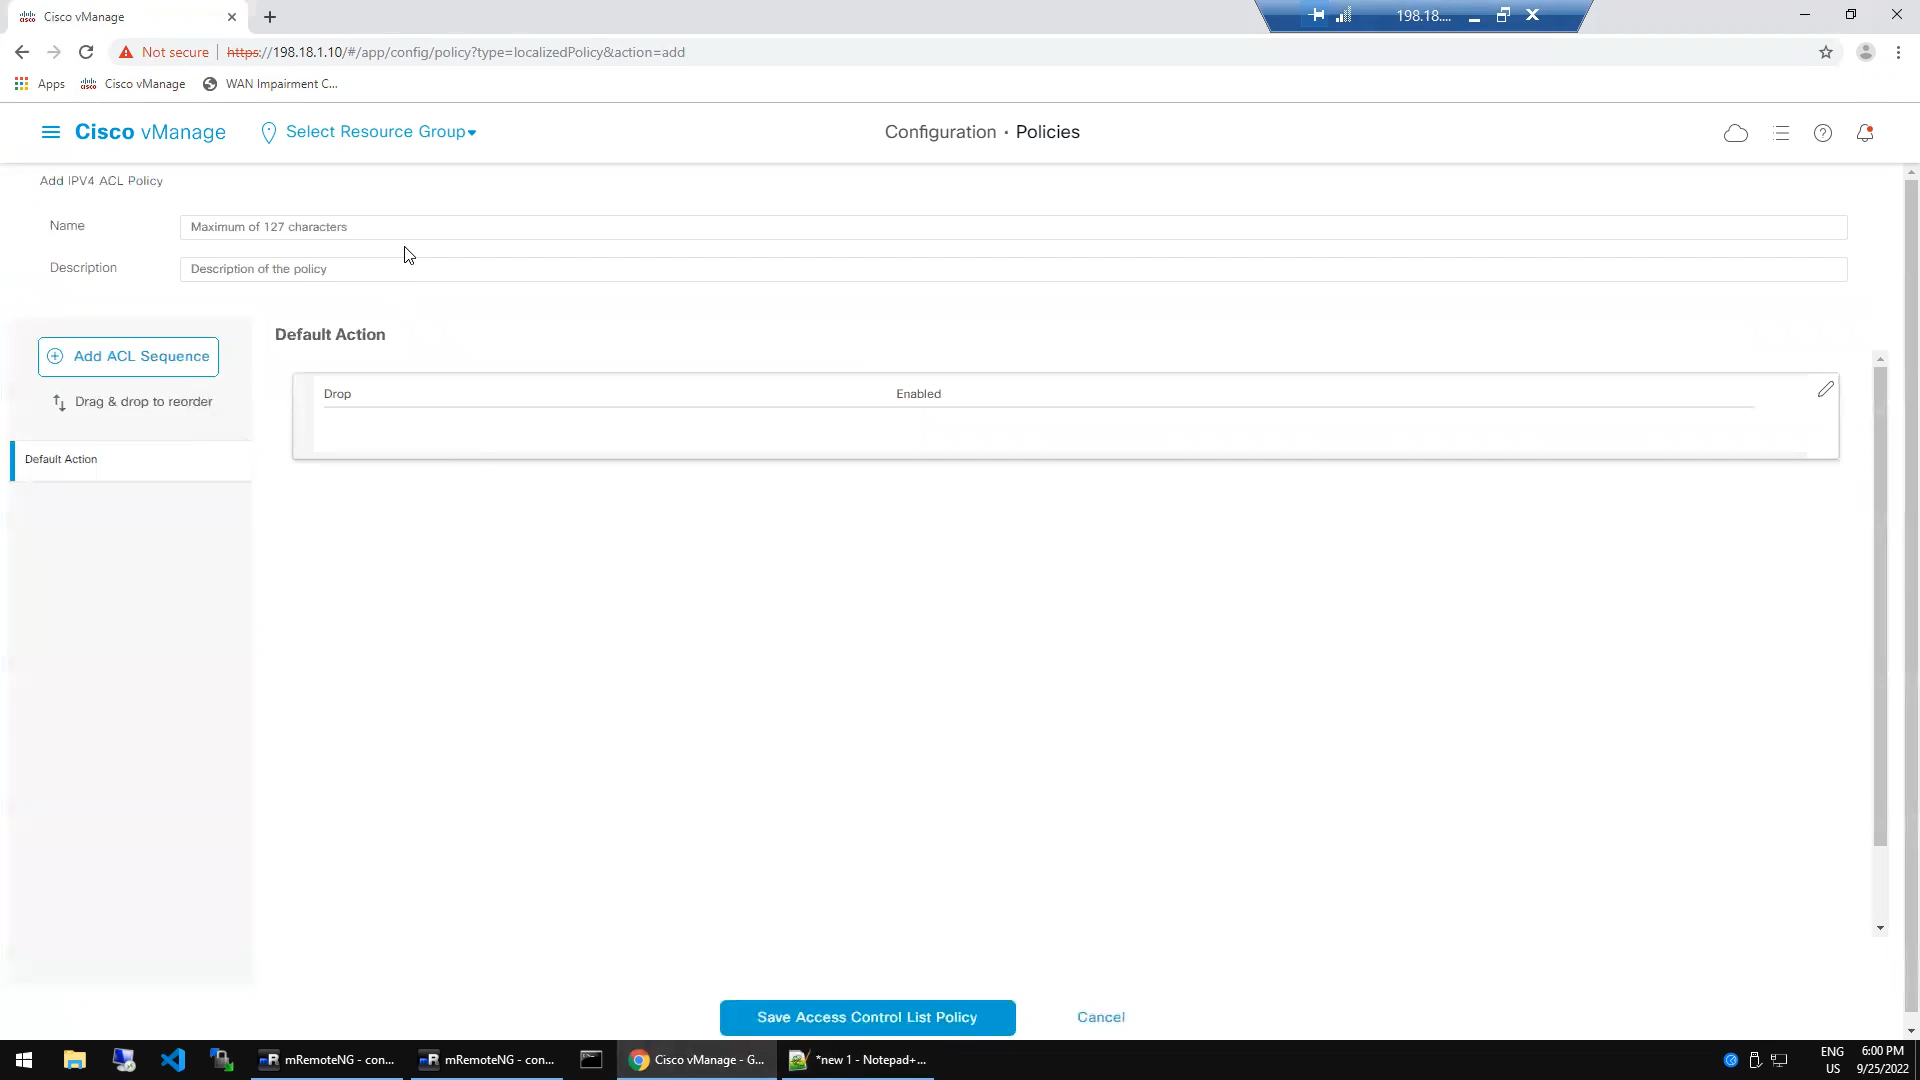 Cisco vManage
198.18....
Not secure
https://198.18.1.10/#/app/config/policy?type=localizedPolicy&action=add
Apps
Cisco vManage
WAN Impairment C...
Cisco vManage
Select Resource Group
Configuration · Policies
Add IPV4 ACL Policy
Name
Maximum of 127 characters
Description
Description of the policy
Add ACL Sequence
Drag & drop to reorder
Default Action
Default Action
Drop
Enabled
Save Access Control List Policy
Cancel
mRemoteNG - con...
mRemoteNG - con...
Cisco vManage - G...
*new 1 - Notepad+...
ENG
US
6:00 PM
9/25/2022